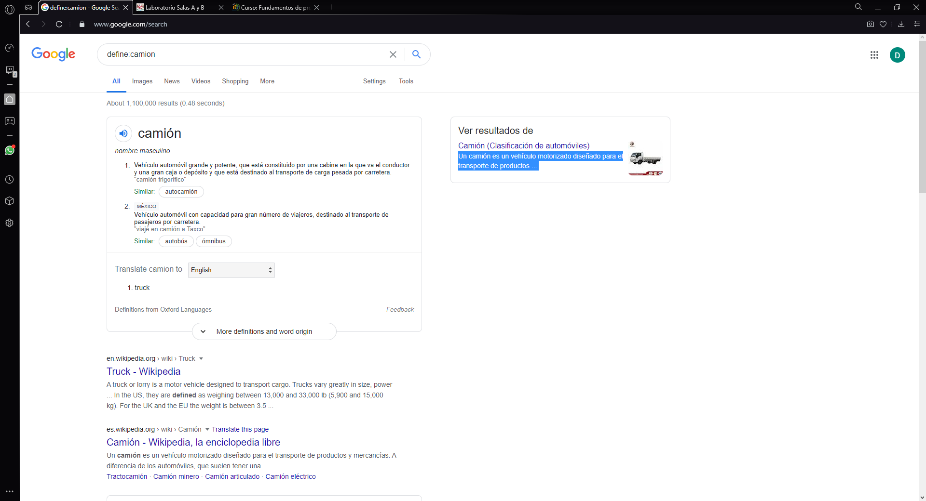 define:camion - Google Se
Laboratorio Salas A y B
Curso: Fundamentos de pr
www.google.com/search
Google
define:camion
D
All Images News Videos Shopping More Settings Tools
About 1,100,000 results (0.46 seconds)
camión
nombre masculino
1. Vehículo automóvil grande y potente, que está constituido por una cabina en la que va el conductor
y una gran caja o depósito y que está destinado al transporte de carga pesada por carretera.
"camión frigorífico"
Similar: autocamión
2. MÉXICO
Vehículo automóvil con capacidad para gran número de viajeros, destinado al transporte de
pasajeros por carretera.
"viaje en camión a Taxco"
Similar: autobús ómnibus
Translate camion to English
1. truck
Definitions from Oxford Languages Feedback
More definitions and word origin
Ver resultados de
Camión (Clasificación de automóviles)
Un camión es un vehículo motorizado diseñado para el
transporte de productos
en.wikipedia.org › wiki › Truck
Truck - Wikipedia
A truck or lorry is a motor vehicle designed to transport cargo. Trucks vary greatly in size, power
... in the US, they are defined as weighing between 13,000 and 33,000 lb (5,900 and 15,000
kg). For the UK and the EU the weight is between 3.5 ...
es.wikipedia.org › wiki › Camión Translate this page
Camión - Wikipedia, la enciclopedia libre
Un camión es un vehículo motorizado diseñado para el transporte de productos y mercancías. A
diferencia de los automóviles, que suelen tener una
Tractocamión · Camión minero · Camión articulado · Camión eléctrico